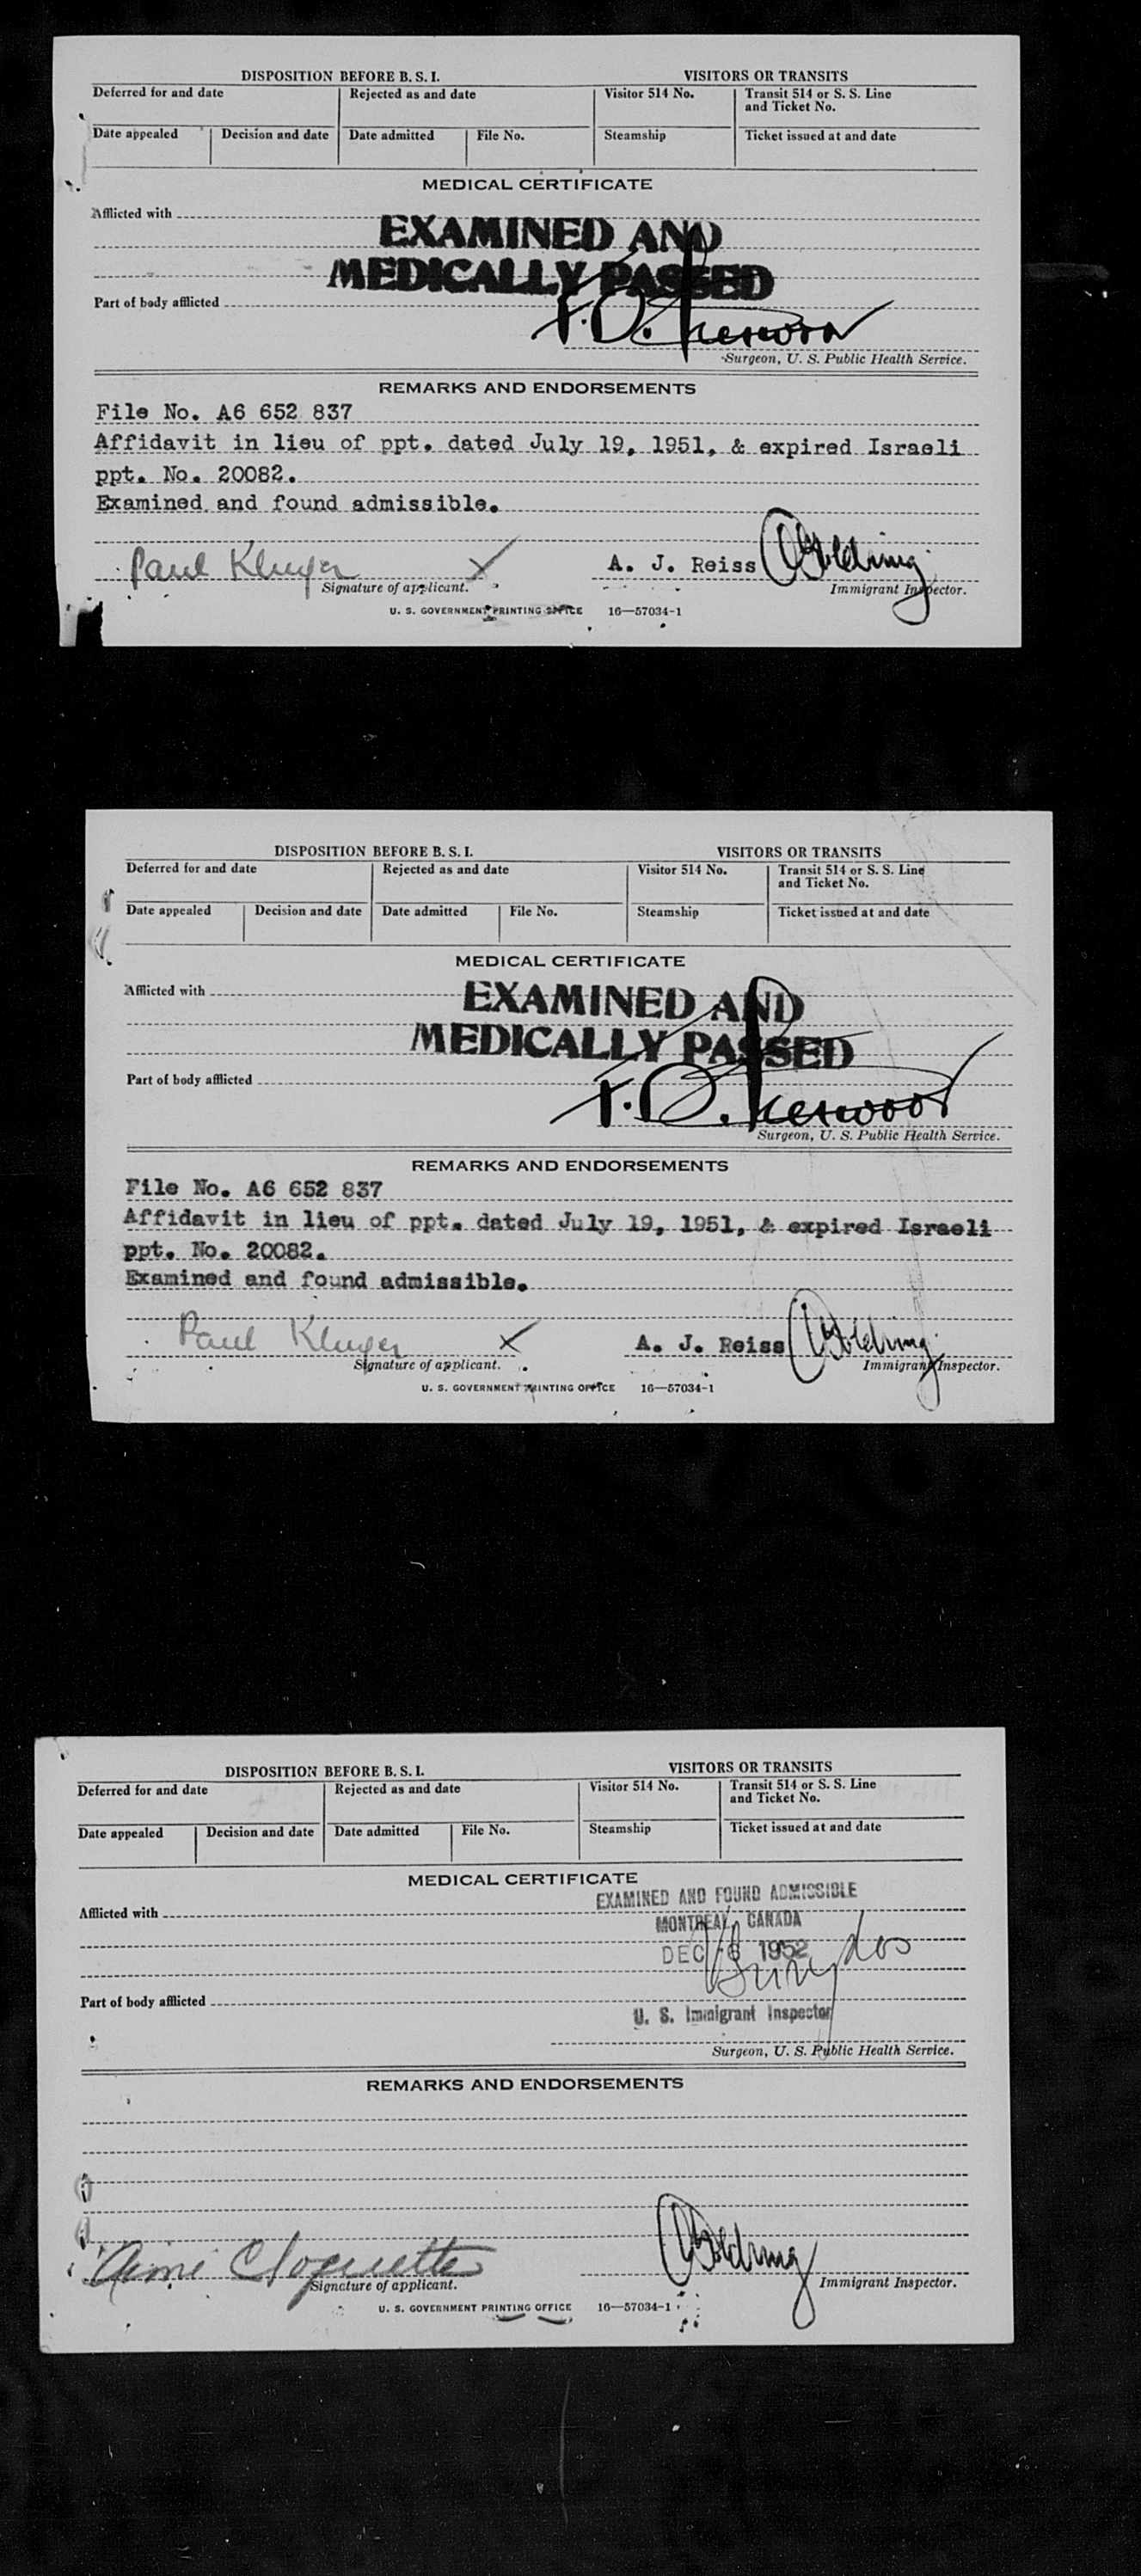 DISPOSITION BEFORE B. S. I. VISITORS OR TRANSITS
Deferred for and date Rejected as and date Visitor 514 No. Transit 514 or S. S. Line
and Ticket No.
Date appealed Decision and date Date admitted File No. Steamship Ticket issued at and date
MEDICAL CERTIFICATE
Afflicted with
EXAMINED AND
MEDICALLY PASSED
Part of body afflicted
F. D.
Surgeon, U. S. Public Health Service.
REMARKS AND ENDORSEMENTS
File No. A6 652 837
Affidavit in lieu of ppt. dated July 19, 1951, & expired Israeli
ppt. No. 20082.
Examined and found admissible.
Paul Kluger X A. J. Reiss
Signature of applicant. Immigrant Inspector.
U. S. GOVERNMENT PRINTING OFFICE 16—57034-1
DISPOSITION BEFORE B. S. I. VISITORS OR TRANSITS
Deferred for and date Rejected as and date Visitor 514 No. Transit 514 or S. S. Line
and Ticket No.
Date appealed Decision and date Date admitted File No. Steamship Ticket issued at and date
MEDICAL CERTIFICATE
Afflicted with
EXAMINED AND
MEDICALLY PASSED
Part of body afflicted
F. D.
Surgeon, U. S. Public Health Service.
REMARKS AND ENDORSEMENTS
File No. A6 652 837
Affidavit in lieu of ppt. dated July 19, 1951, & expired Israeli
ppt. No. 20082.
Examined and found admissible.
Paul Kluger X A. J. Reiss
Signature of applicant. Immigrant Inspector.
U. S. GOVERNMENT PRINTING OFFICE 16—57034-1
DISPOSITION BEFORE B. S. I. VISITORS OR TRANSITS
Deferred for and date Rejected as and date Visitor 514 No. Transit 514 or S. S. Line
and Ticket No.
Date appealed Decision and date Date admitted File No. Steamship Ticket issued at and date
MEDICAL CERTIFICATE
EXAMINED AND FOUND ADMISSIBLE
Afflicted with
MONTREAL, CANADA
DEC 1952
Part of body afflicted
U. S. Immigrant Inspector
Surgeon, U. S. Public Health Service.
REMARKS AND ENDORSEMENTS
Aimé Cloquette
Signature of applicant. Immigrant Inspector.
U. S. GOVERNMENT PRINTING OFFICE 16—57034-1